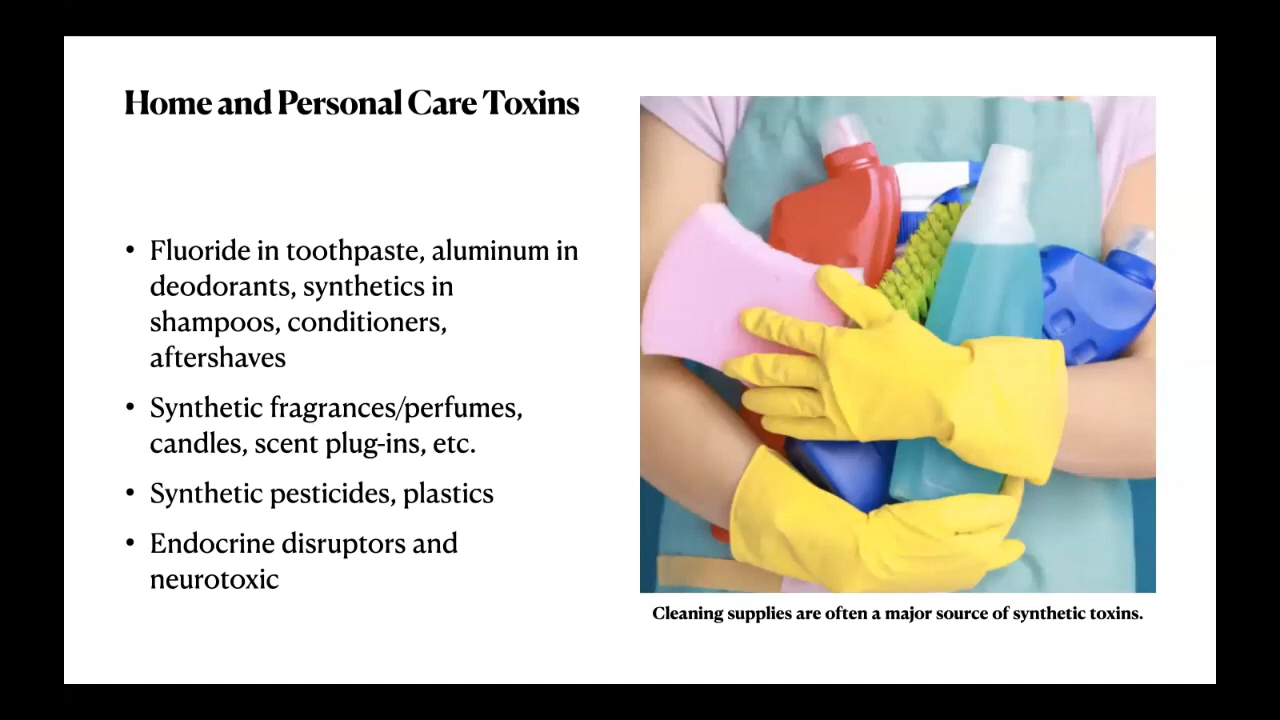 Home and Personal Care Toxins
• Fluoride in toothpaste, aluminum in
deodorants, synthetics in
shampoos, conditioners,
aftershaves
• Synthetic fragrances/perfumes,
candles, scent plug-ins, etc.
• Synthetic pesticides, plastics
• Endocrine disruptors and
neurotoxic
Cleaning supplies are often a major source of synthetic toxins.